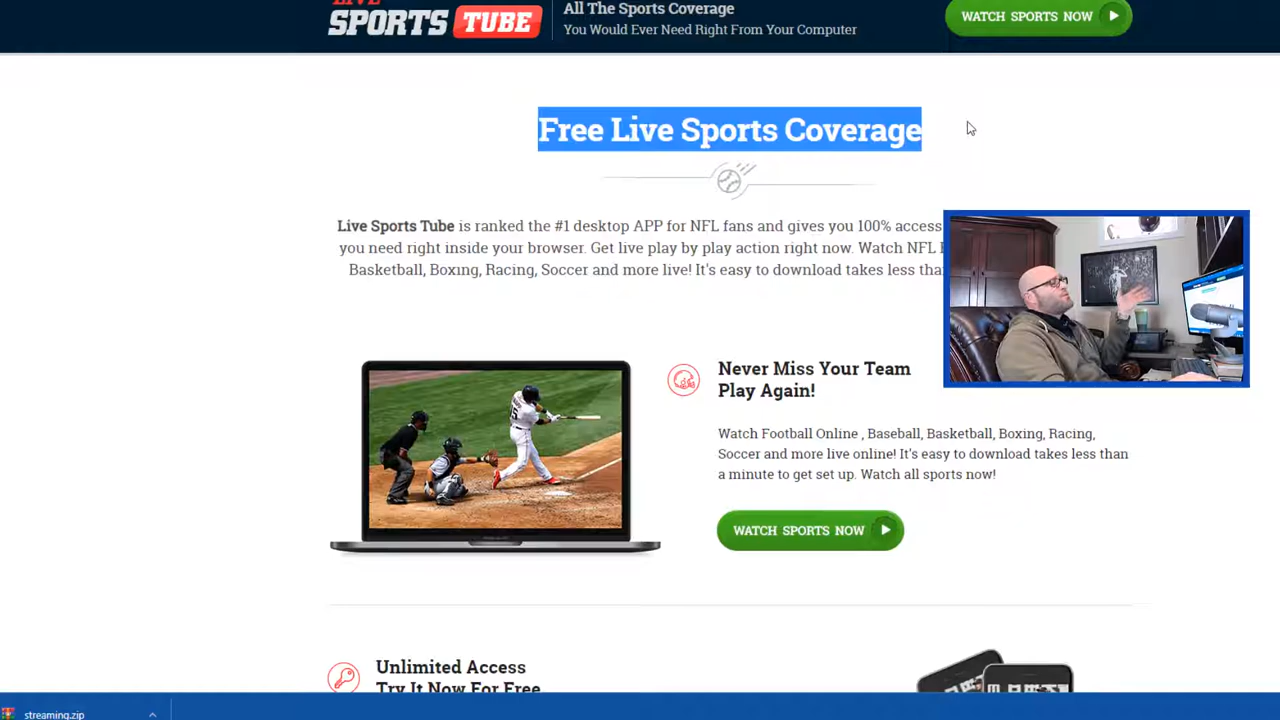 LIVE
SPORTS TUBE
All The Sports Coverage
You Would Ever Need Right From Your Computer
WATCH SPORTS NOW
Free Live Sports Coverage
Live Sports Tube is ranked the #1 desktop APP for NFL fans and gives you 100% access
you need right inside your browser. Get live play by play action right now. Watch NFL
Basketball, Boxing, Racing, Soccer and more live! It's easy to download takes less
Never Miss Your Team
Play Again!
Watch Football Online , Baseball, Basketball, Boxing, Racing,
Soccer and more live online! It's easy to download takes less than
a minute to get set up. Watch all sports now!
WATCH SPORTS NOW
Unlimited Access
Try It Now For Free
streaming.zip